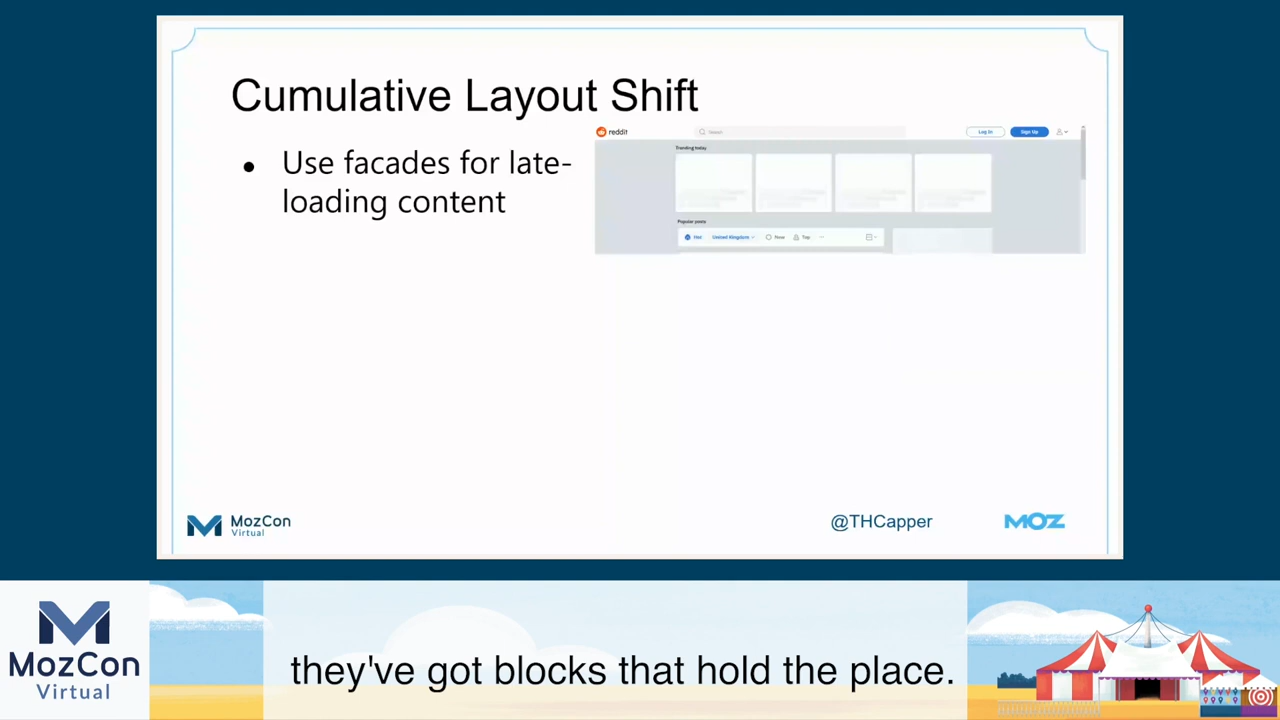 Cumulative Layout Shift
● Use facades for late-
loading content
reddit
Search
Log In
Sign Up
Trending today
Popular posts
Hot
United Kingdom
New
Top
MozCon
Virtual
@THCapper
MOZ
MozCon
Virtual
they've got blocks that hold the place.